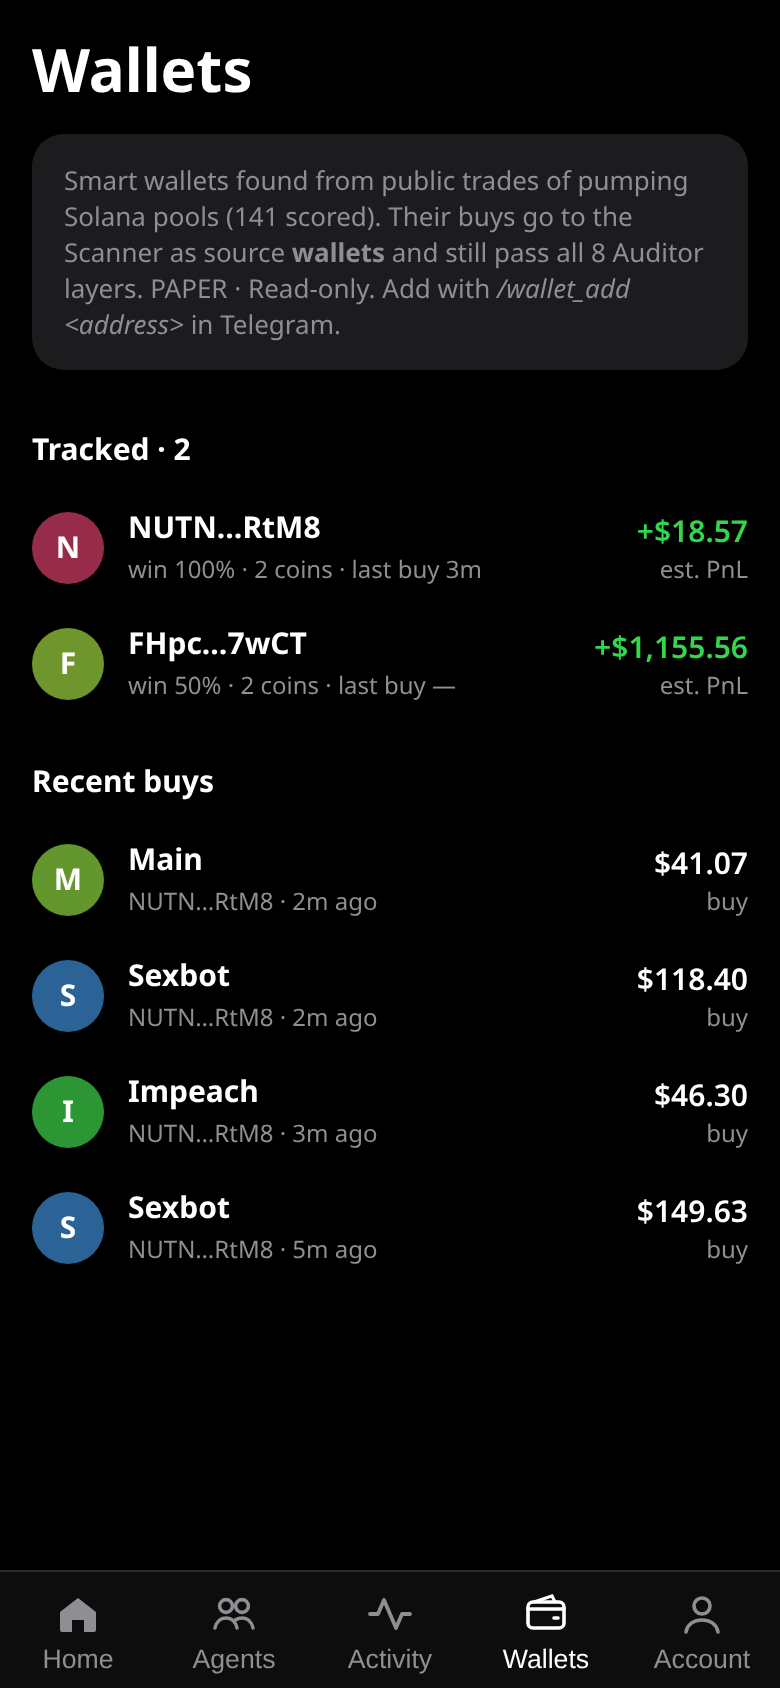 Wallets
Smart wallets found from public trades of pumping
Solana pools (141 scored). Their buys go to the
Scanner as source wallets and still pass all 8 Auditor
layers. PAPER · Read-only. Add with /wallet_add
<address> in Telegram.
Tracked · 2
N
NUTN…RtM8
+$18.57
win 100% · 2 coins · last buy 3m
est. PnL
F
FHpc…7wCT
+$1,155.56
win 50% · 2 coins · last buy —
est. PnL
Recent buys
M
Main
$41.07
NUTN…RtM8 · 2m ago
buy
S
Sexbot
$118.40
NUTN…RtM8 · 2m ago
buy
I
Impeach
$46.30
NUTN…RtM8 · 3m ago
buy
S
Sexbot
$149.63
NUTN…RtM8 · 5m ago
buy
Home
Agents
Activity
Wallets
Account